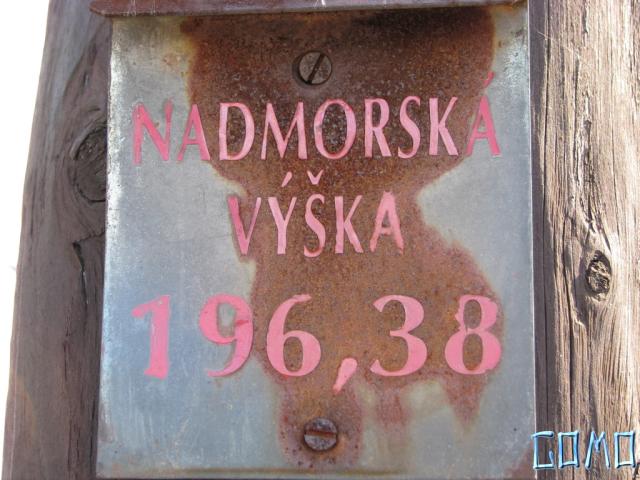 NADMORSKÁ
VÝŠKA
196,38
GOMO